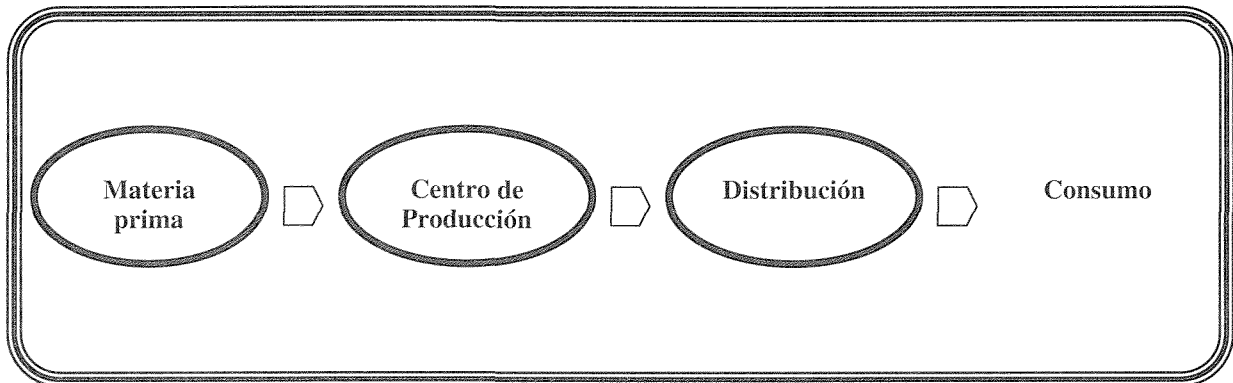 Materia
prima
Centro de
Producción
Distribución
Consumo